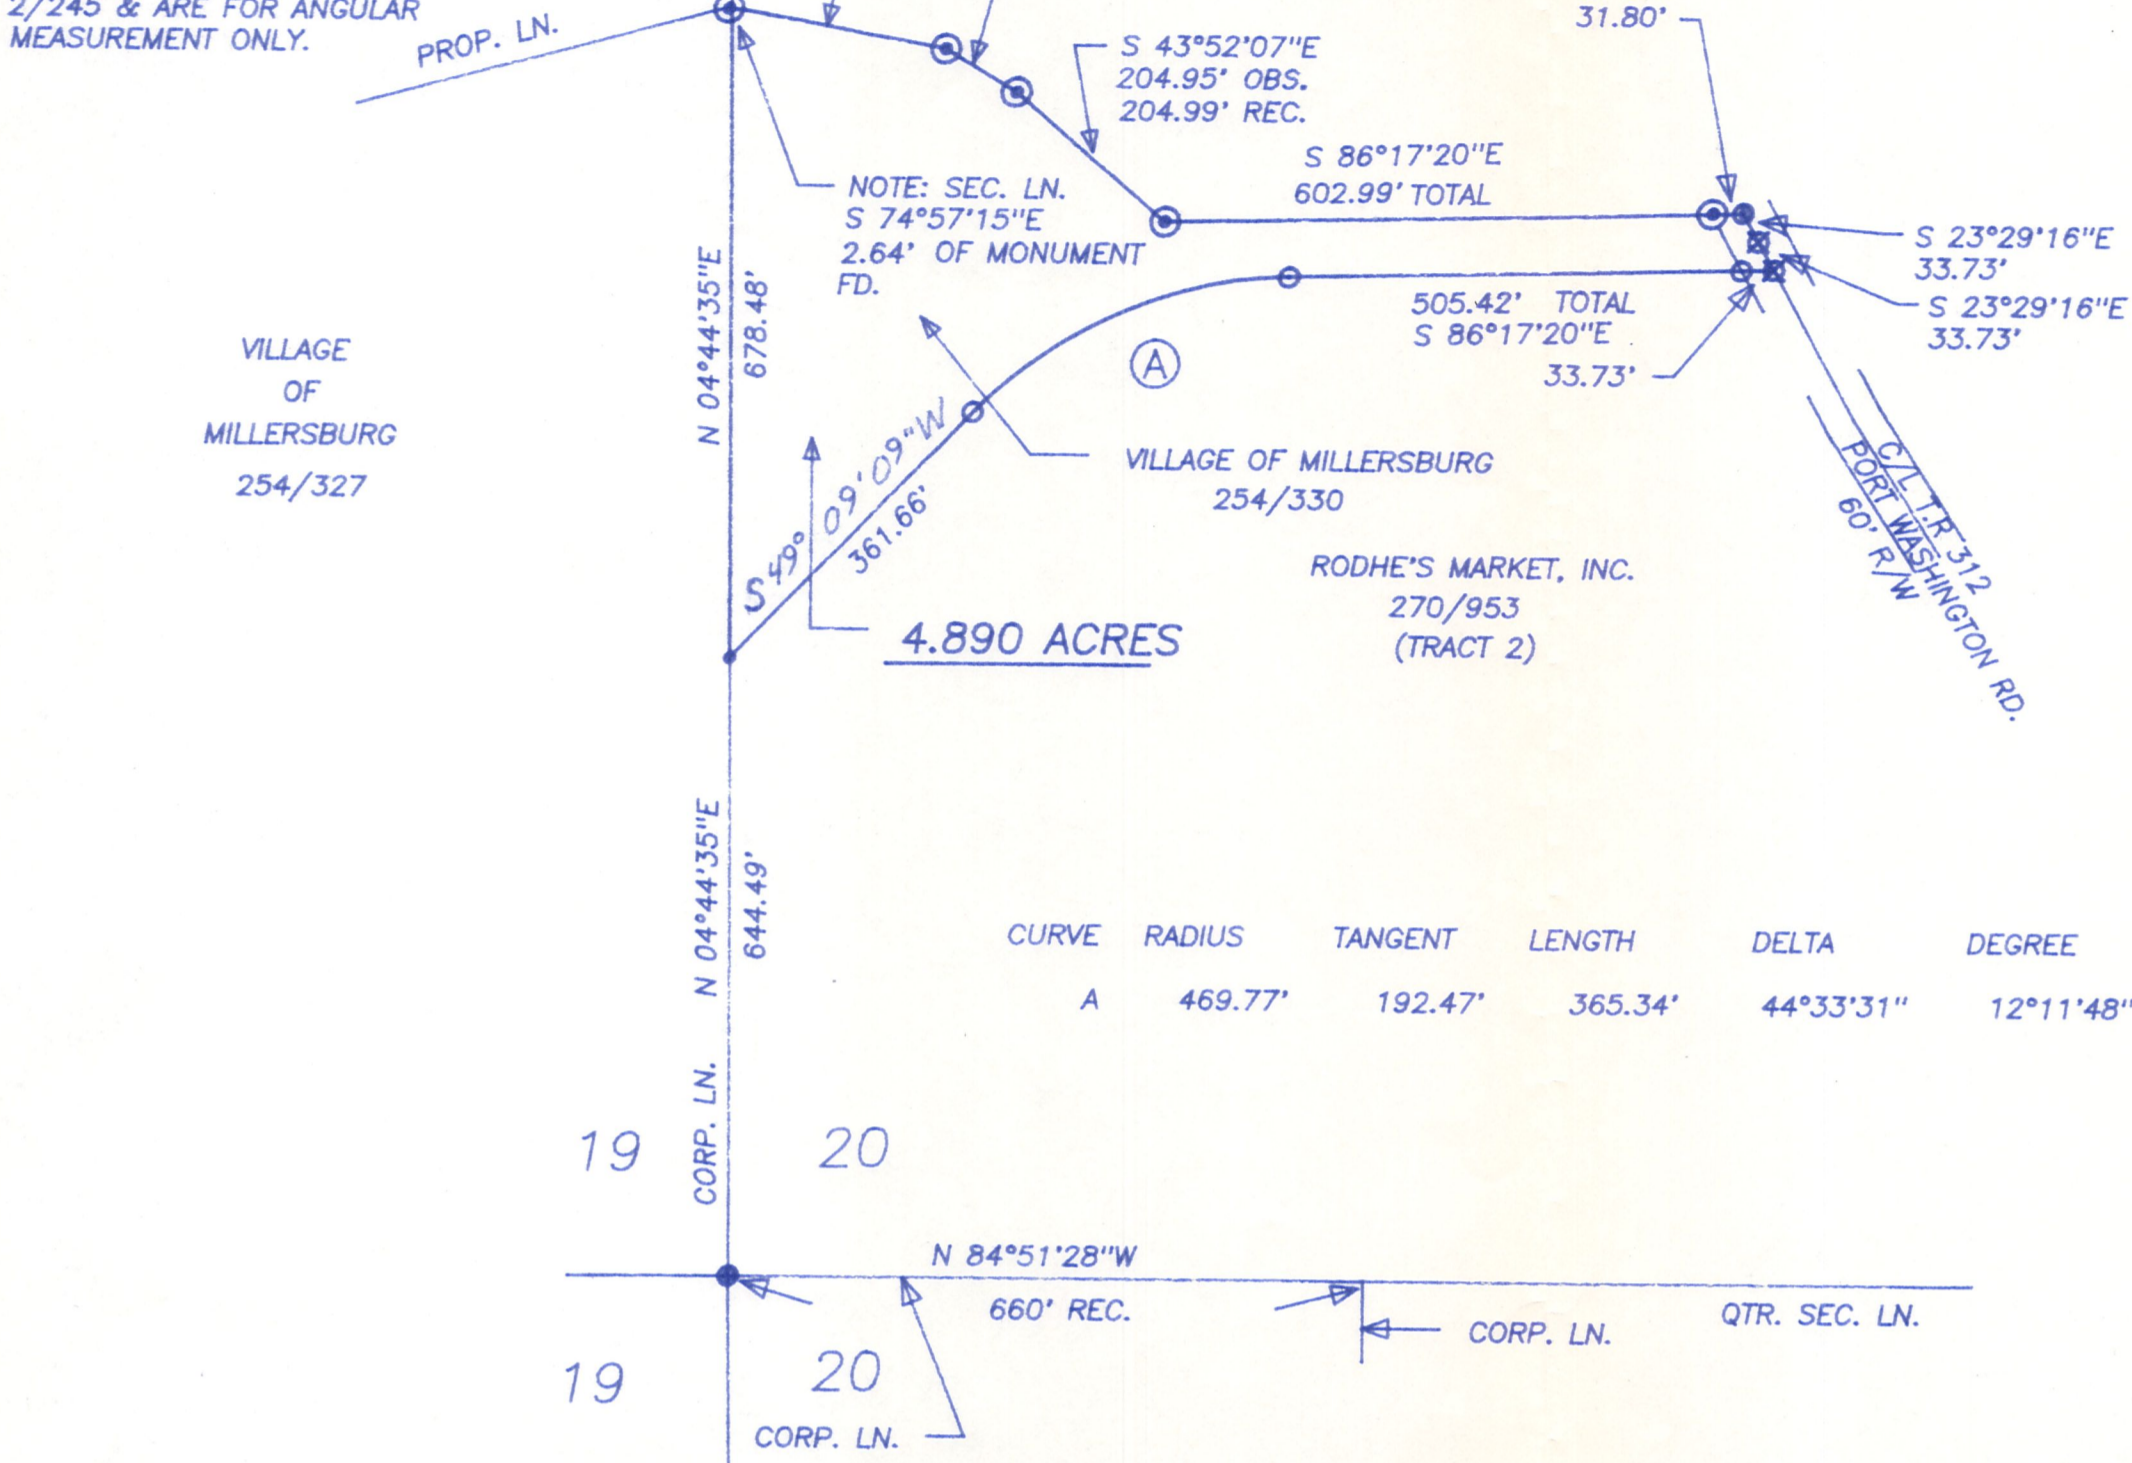 2/245 & ARE FOR ANGULAR
MEASUREMENT ONLY.
PROP. LN.
31.80'
S 43°52'07"E
204.95' OBS.
204.99' REC.
S 86°17'20"E
602.99' TOTAL
NOTE: SEC. LN.
S 74°57'15"E
2.64' OF MONUMENT
FD.
S 23°29'16"E
33.73'
S 23°29'16"E
33.73'
505.42' TOTAL
S 86°17'20"E
33.73'
N 04°44'35"E
678.48'
VILLAGE
OF
MILLERSBURG
254/327
A
S 49° 09'09"W
361.66'
VILLAGE OF MILLERSBURG
254/330
C/L T.R 312
PORT WASHINGTON RD.
60' R/W
RODHE'S MARKET, INC.
270/953
(TRACT 2)
4.890 ACRES
CORP. LN. N 04°44'35"E
644.49'
CURVE RADIUS TANGENT LENGTH DELTA DEGREE
A 469.77' 192.47' 365.34' 44°33'31" 12°11'48"
19 20
N 84°51'28"W
660' REC.
CORP. LN.
QTR. SEC. LN.
19 20
CORP. LN.